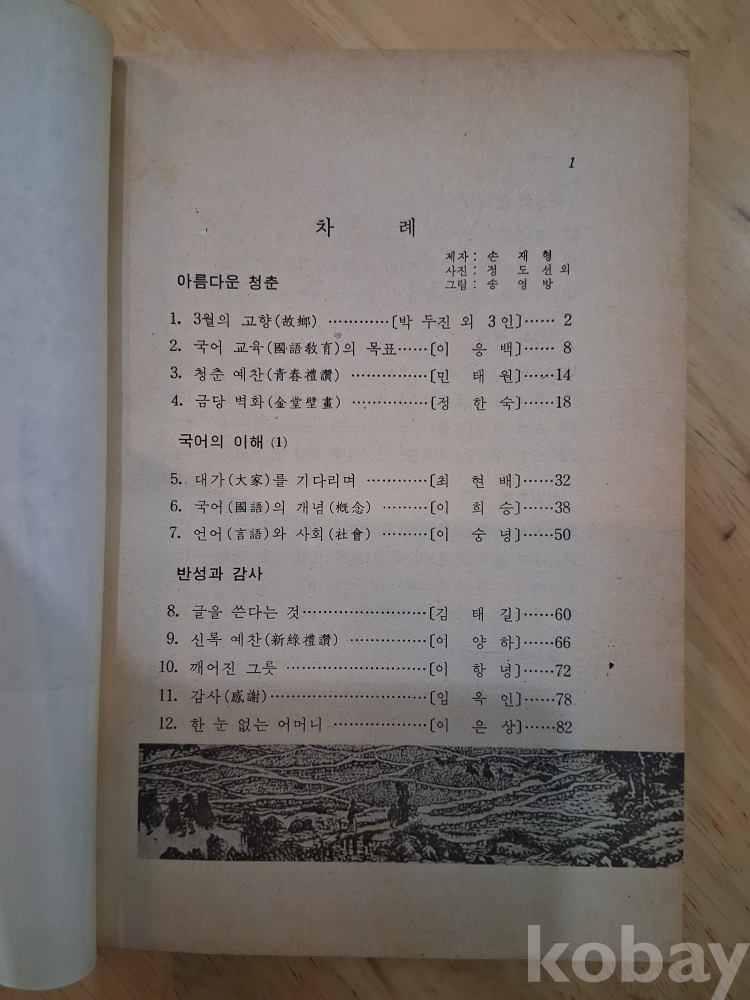 1
차 례
제자 : 손 재 형
사진 : 정 도 선 외
그림 : 송 영 방
아름다운 청춘
1. 3월의 고향(故鄕) …………〔박 두진 외 3인〕…… 2
2. 국어 교육(國語敎育)의 목표……〔이 응 백〕…… 8
3. 청춘 예찬(靑春禮讚) ……………〔민 태 원〕……14
4. 금당 벽화(金堂壁畫) ……………〔정 한 숙〕……18
국어의 이해 (1)
5. 대가(大家)를 기다리며 …………〔최 현 배〕……32
6. 국어(國語)의 개념(槪念) ………〔이 희 승〕……38
7. 언어(言語)와 사회(社會) ………〔이 숭 녕〕……50
반성과 감사
8. 글을 쓴다는 것……………………〔김 태 길〕……60
9. 신록 예찬(新綠禮讚) ……………〔이 양 하〕……66
10. 깨어진 그릇 ………………………〔이 항 녕〕……72
11. 감사(感謝)…………………………〔임 옥 인〕……78
12. 한 눈 없는 어머니 ………………〔이 은 상〕……82
kobay